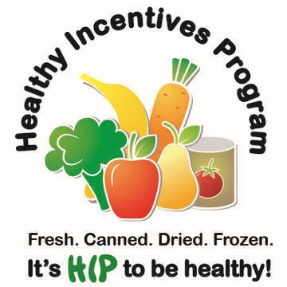 Healthy Incentives Program
Fresh. Canned. Dried. Frozen.
It's HIP to be healthy!